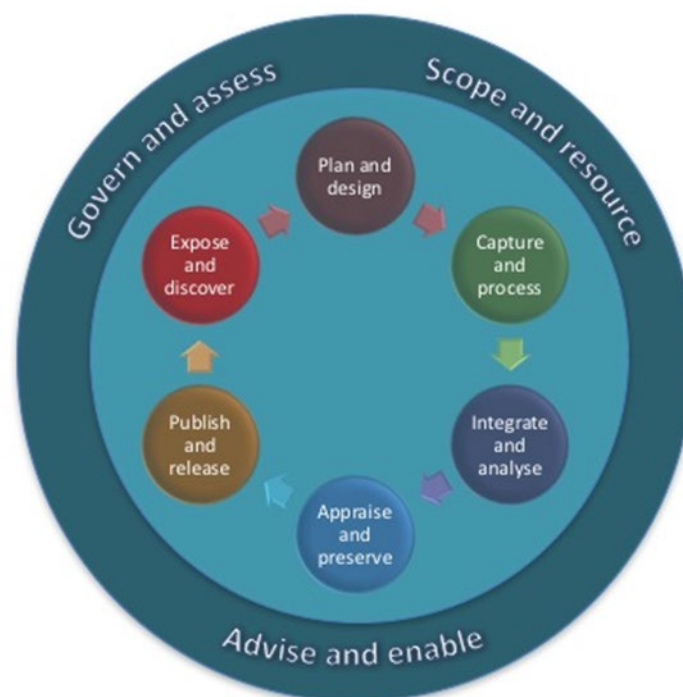 Govern and assess
Scope and resource
Plan and
design
Capture
and
process
Integrate
and
analyse
Appraise
and
preserve
Publish
and
release
Expose
and
discover
Advise and enable